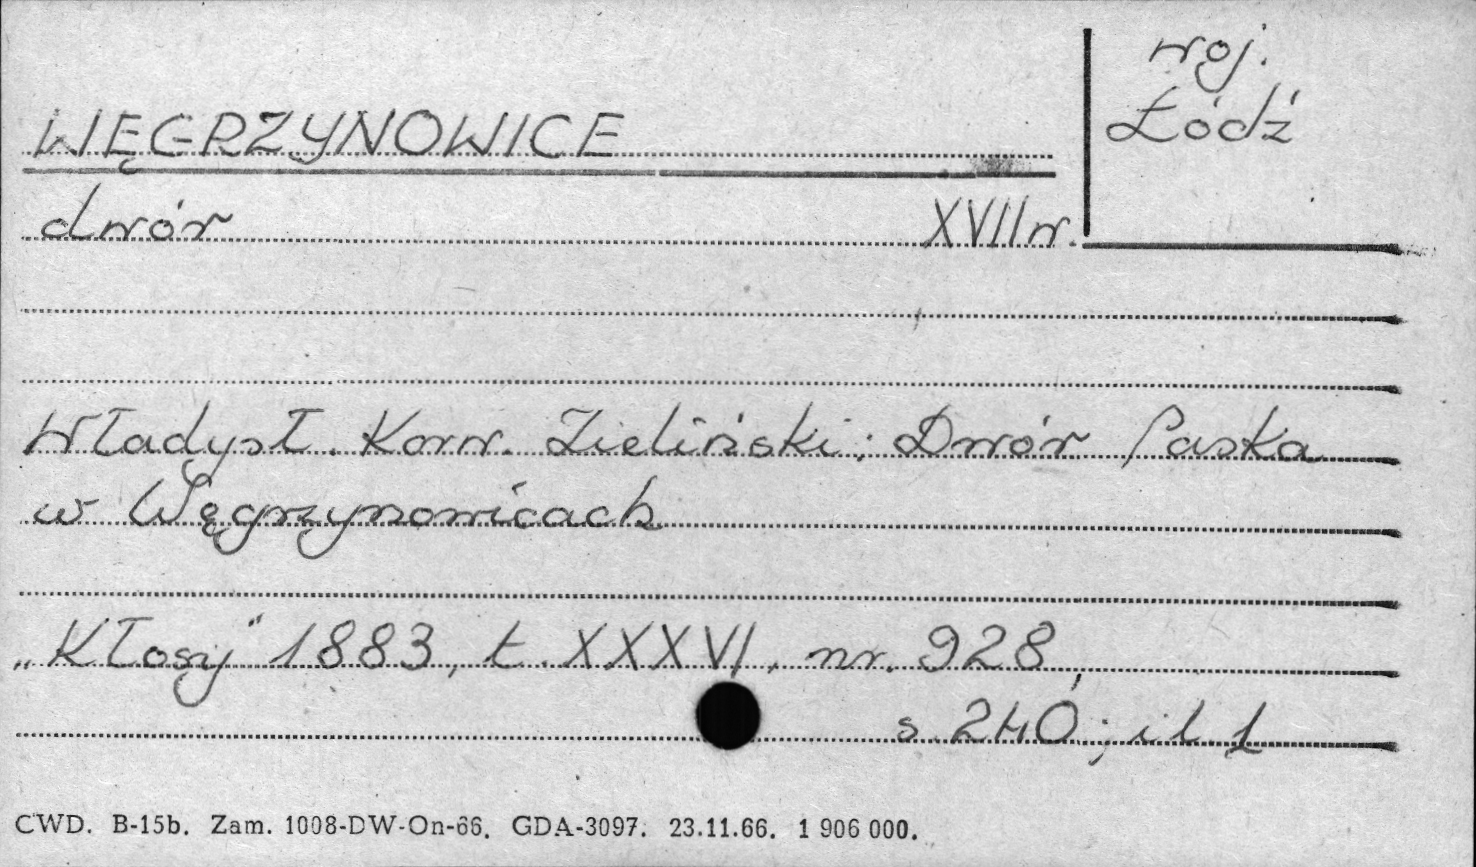 woj.
Łódź
WĘGRZYNOWICE
dwór XVII w.
Władysł. Korn. Zieliński: Dwór Paska
w Węgrzynowicach
„Kłosy" 1883, t. XXXVI, nr. 928,
s. 240; il 1
CWD. B-15b. Zam. 1008-DW-On-66. GDA-3097. 23.11.66. 1 906 000.